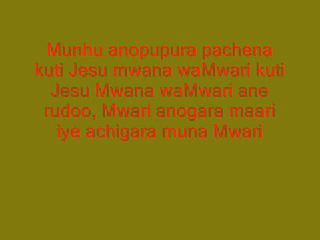 Munhu anopupura pachena
kuti Jesu mwana waMwari kuti
Jesu Mwana waMwari ane
rudoo, Mwari anogara maari
iye achigara muna Mwari